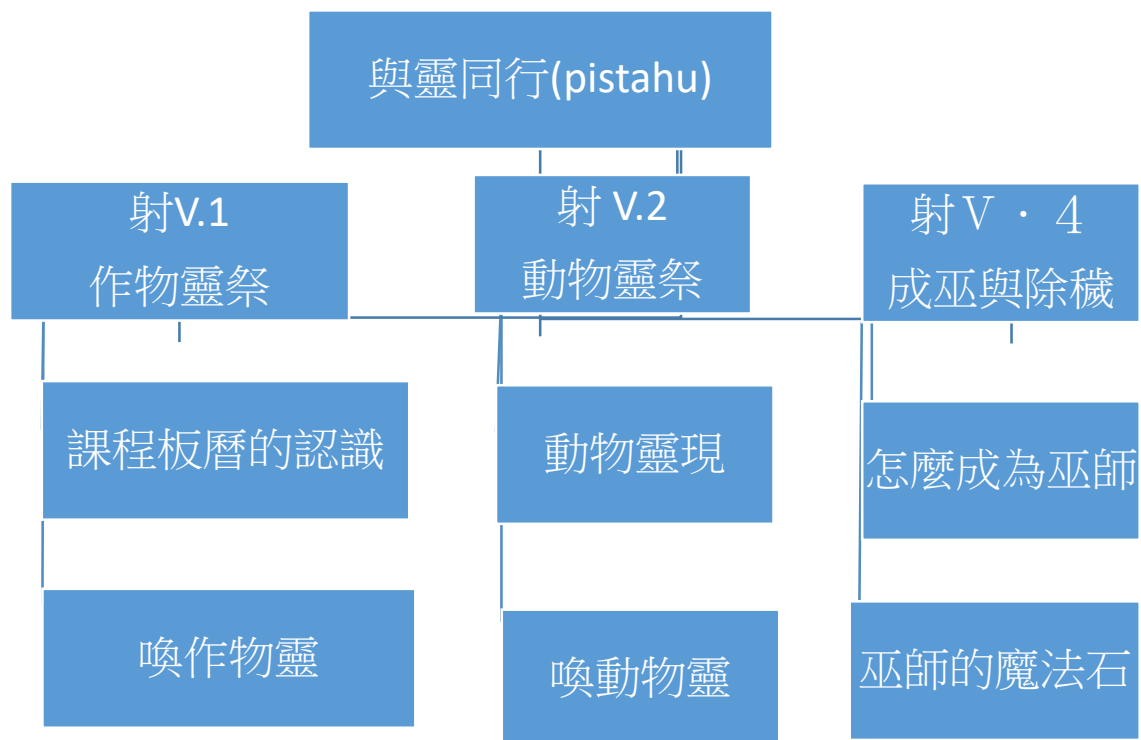 與靈同行(pistahu)
射V.1
作物靈祭
射 V.2
動物靈祭
射Ｖ‧４
成巫與除穢
課程板曆的認識
動物靈現
怎麼成為巫師
喚作物靈
喚動物靈
巫師的魔法石